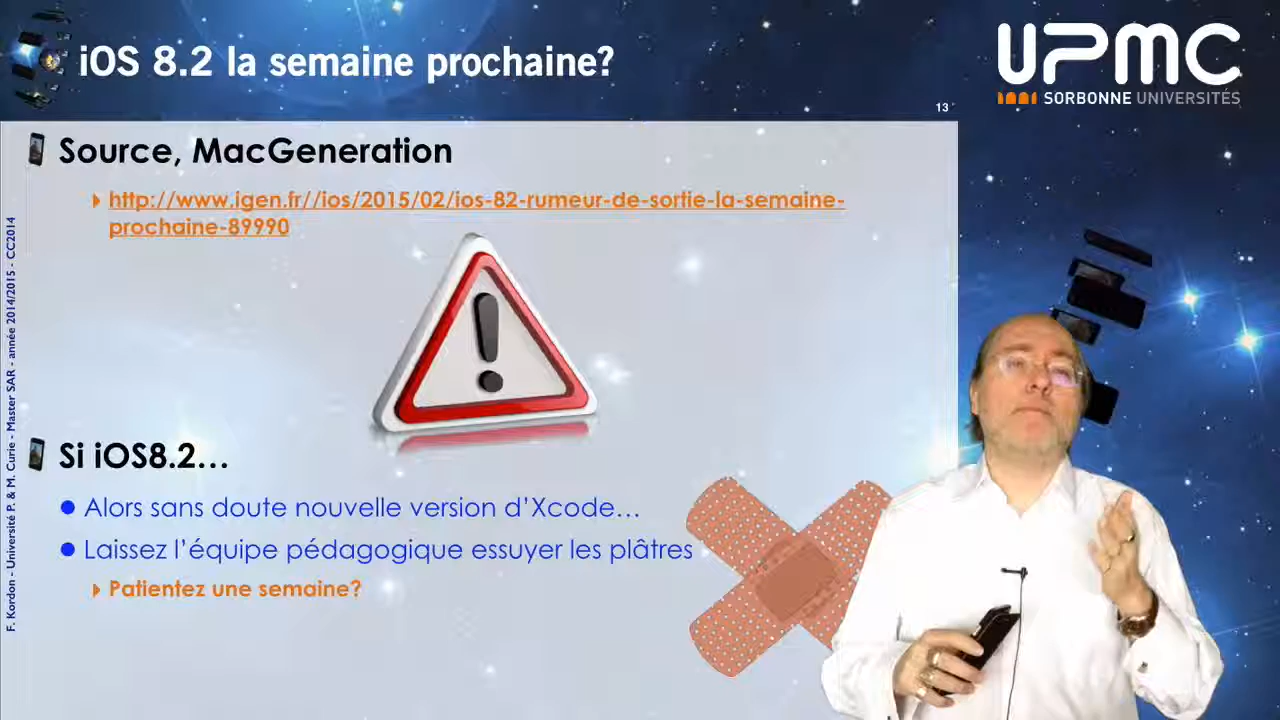 iOS 8.2 la semaine prochaine?
UPMC
SORBONNE UNIVERSITÉS
13
Source, MacGeneration
http://www.igen.fr//ios/2015/02/ios-82-rumeur-de-sortie-la-semaine-
prochaine-89990
Si iOS8.2...
Alors sans doute nouvelle version d'Xcode...
Laissez l'équipe pédagogique essuyer les plâtres
Patientez une semaine?
F. Kordon - Université P. & M. Curie - Master SAR - année 2014/2015 - CC2014